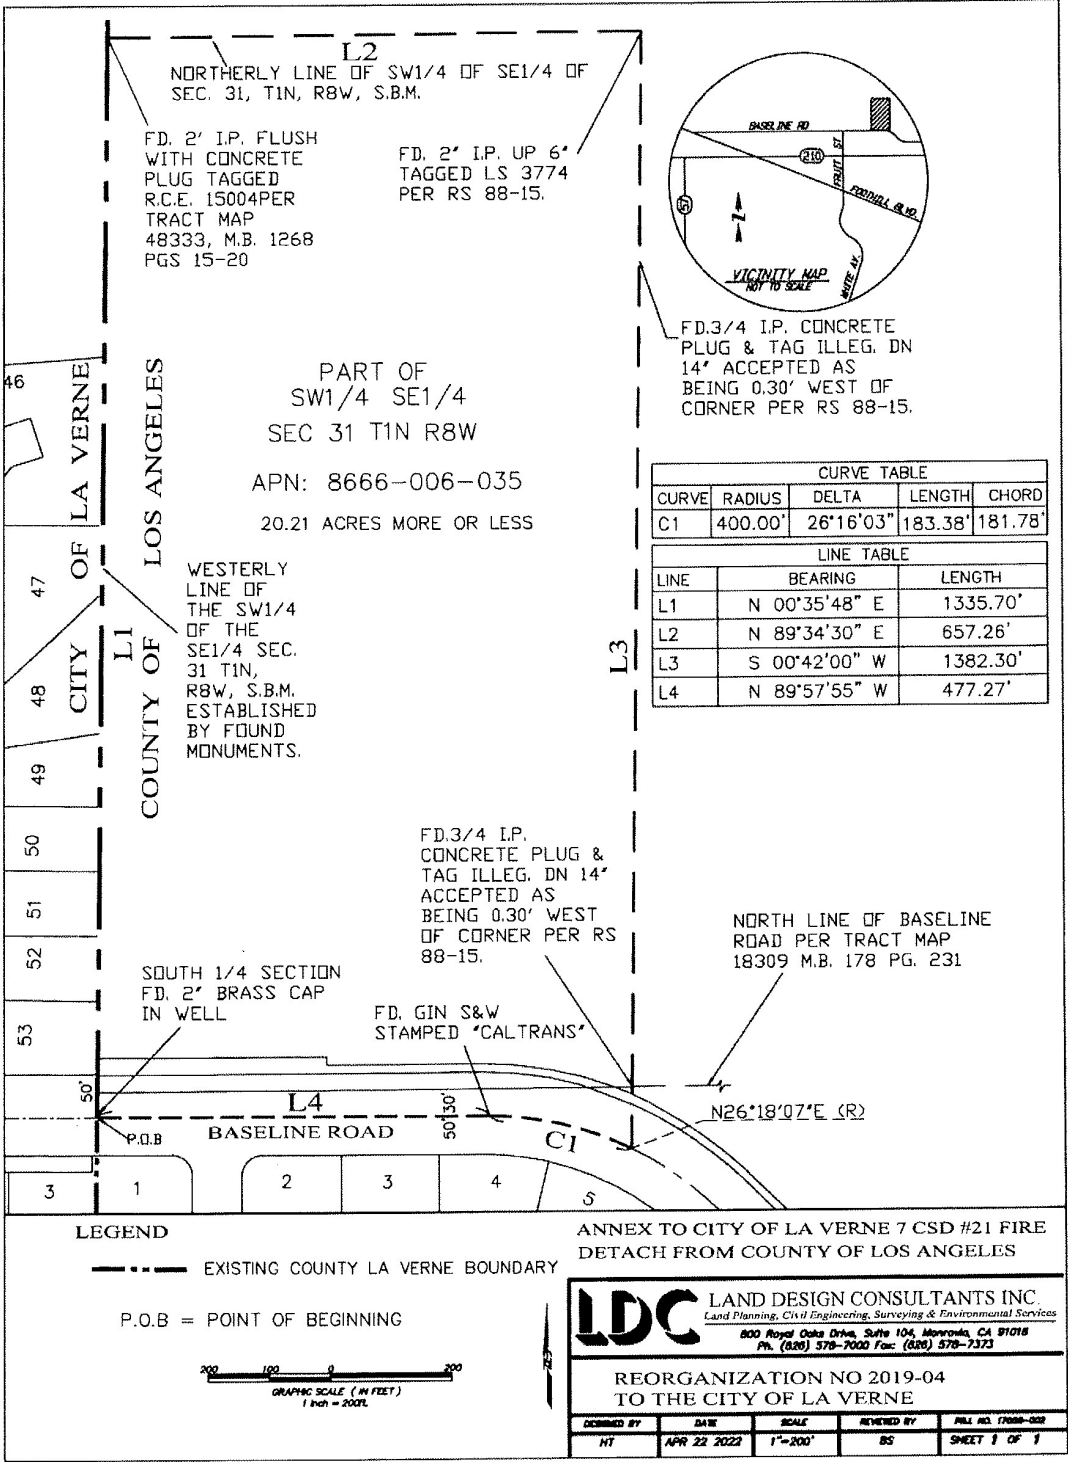 L2
NORTHERLY LINE OF SW1/4 OF SE1/4 OF
SEC. 31, T1N, R8W, S.B.M.
FD. 2' I.P. FLUSH
WITH CONCRETE
PLUG TAGGED
R.C.E. 15004PER
TRACT MAP
48333, M.B. 1268
PGS 15-20
FD. 2" I.P. UP 6"
TAGGED LS 3774
PER RS 88-15.
BASELINE RD
210
FRUIT ST
57
FOOTHILL BLVD.
WHITE AV.
VICINITY MAP
NOT TO SCALE
FD.3/4 I.P. CONCRETE
PLUG & TAG ILLEG. DN
14" ACCEPTED AS
BEING 0.30' WEST OF
CORNER PER RS 88-15.
PART OF
SW1/4 SE1/4
SEC 31 T1N R8W
APN: 8666-006-035
20.21 ACRES MORE OR LESS
CITY OF LA VERNE
L1
COUNTY OF LOS ANGELES
46
47
48
49
50
51
52
53
WESTERLY
LINE OF
THE SW1/4
OF THE
SE1/4 SEC.
31 T1N,
R8W, S.B.M.
ESTABLISHED
BY FOUND
MONUMENTS.
L3
CURVE TABLE
CURVE RADIUS DELTA LENGTH CHORD
C1 400.00' 26°16'03" 183.38' 181.78'
LINE TABLE
LINE BEARING LENGTH
L1 N 00°35'48" E 1335.70'
L2 N 89°34'30" E 657.26'
L3 S 00°42'00" W 1382.30'
L4 N 89°57'55" W 477.27'
FD.3/4 I.P.
CONCRETE PLUG &
TAG ILLEG. DN 14"
ACCEPTED AS
BEING 0.30' WEST
OF CORNER PER RS
88-15.
NORTH LINE OF BASELINE
ROAD PER TRACT MAP
18309 M.B. 178 PG. 231
SOUTH 1/4 SECTION
FD. 2" BRASS CAP
IN WELL
FD. GIN S&W
STAMPED "CALTRANS"
50'
L4
50' 30'
N26°18'07"E (R)
P.O.B
BASELINE ROAD
C1
3
1
2
3
4
5
LEGEND
EXISTING COUNTY LA VERNE BOUNDARY
P.O.B = POINT OF BEGINNING
200 100 0 200
GRAPHIC SCALE ( IN FEET )
1 inch = 200ft.
ANNEX TO CITY OF LA VERNE 7 CSD #21 FIRE
DETACH FROM COUNTY OF LOS ANGELES
LDC
LAND DESIGN CONSULTANTS INC.
Land Planning, Civil Engineering, Surveying & Environmental Services
800 Royal Oaks Drive, Suite 104, Monrovia, CA 91016
Ph. (626) 578-7000 Fax: (626) 578-7373
REORGANIZATION NO 2019-04
TO THE CITY OF LA VERNE
DESIGNED BY DATE SCALE REVIEWED BY
HT APR 22 2022 1"=200' BS SHEET 1 OF 1